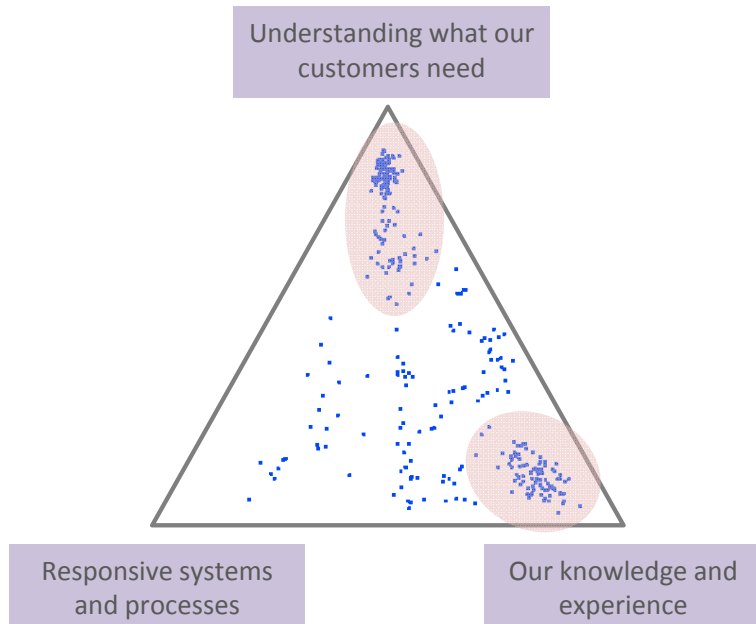 Understanding what our
customers need
Responsive systems
and processes
Our knowledge and
experience